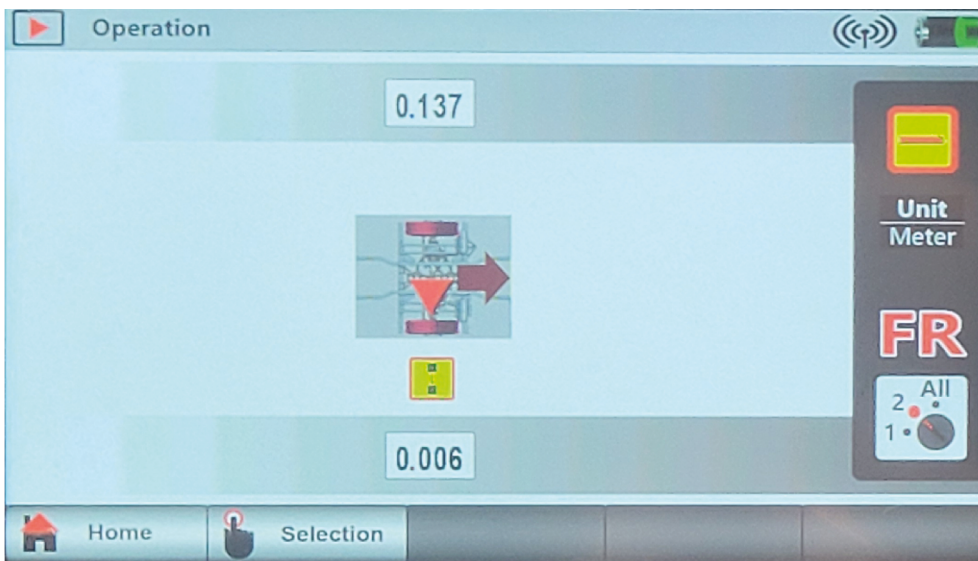 Operation
0.137
Unit
Meter
FR
All
2
1
0.006
Home
Selection